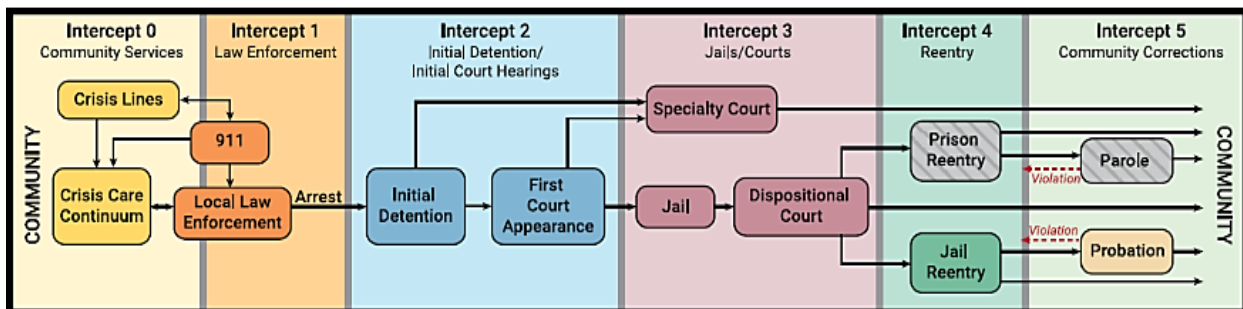 Intercept 0
Community Services
Intercept 1
Law Enforcement
Intercept 2
Initial Detention/
Initial Court Hearings
Intercept 3
Jails/Courts
Intercept 4
Reentry
Intercept 5
Community Corrections
COMMUNITY
Crisis Lines
911
Crisis Care
Continuum
Local Law
Enforcement
Arrest
Initial
Detention
First
Court
Appearance
Specialty Court
Jail
Dispositional
Court
Prison
Reentry
Parole
Violation
Jail
Reentry
Violation
Probation
COMMUNITY